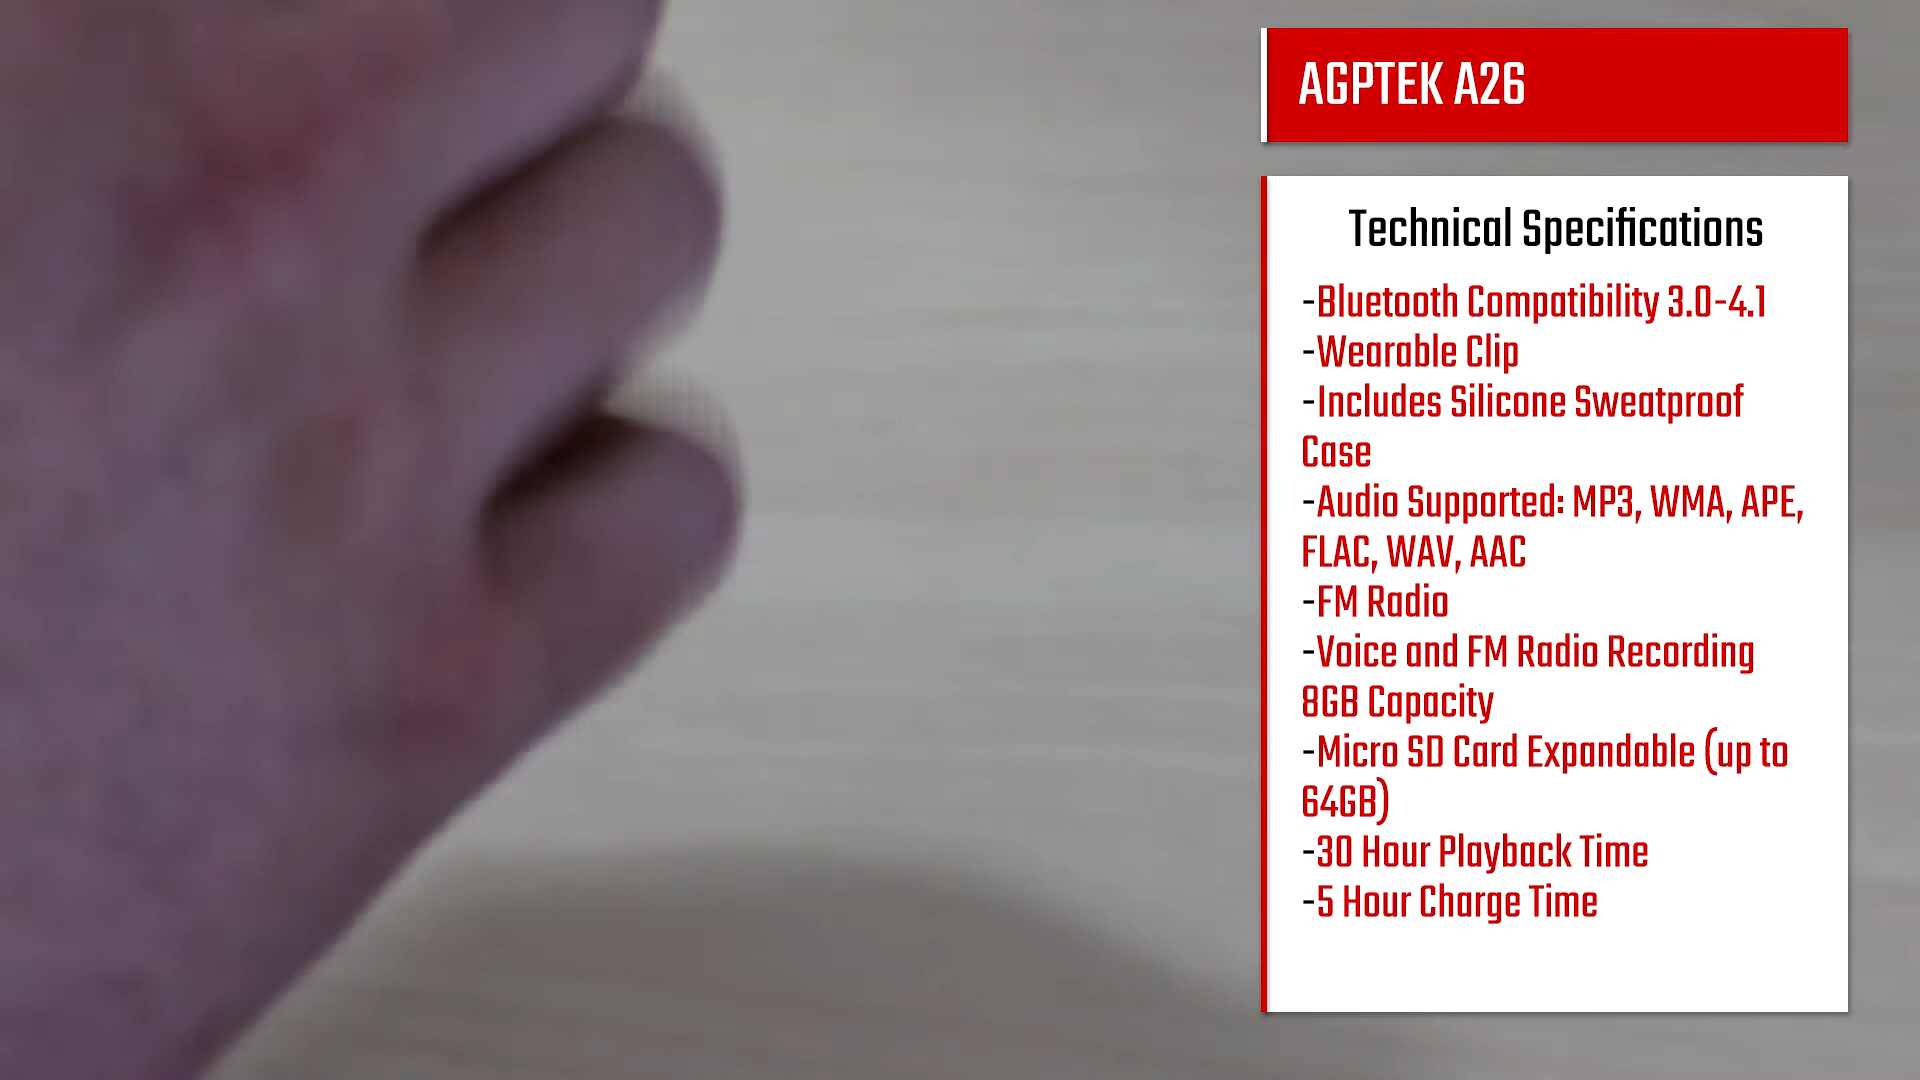 AGPTEK A26
Technical Specifications
-Bluetooth Compatibility 3.0-4.1
-Wearable Clip
-Includes Silicone Sweatproof
Case
-Audio Supported: MP3, WMA, APE,
FLAC, WAV, AAC
-FM Radio
-Voice and FM Radio Recording
8GB Capacity
-Micro SD Card Expandable (up to
64GB)
-30 Hour Playback Time
-5 Hour Charge Time